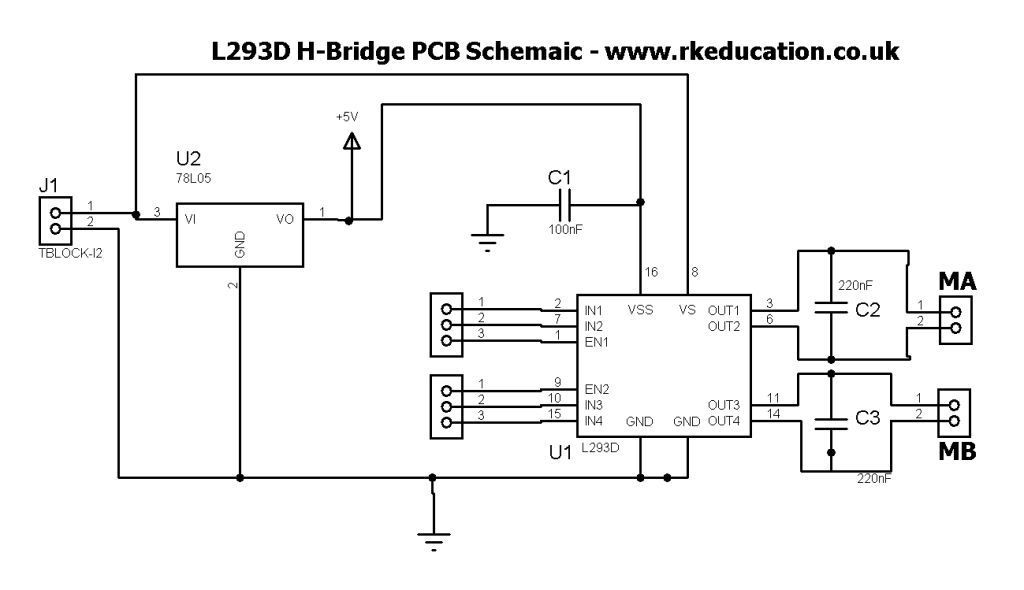 L293D H-Bridge PCB Schemaic - www.rkeducation.co.uk
+5V
U2
78L05
J1
1
2
TBLOCK-I2
3 VI
VO 1
GND
2
C1
100nF
16
8
VSS
VS
1
2
3
2 IN1
7 IN2
1 EN1
1
2
3
9 EN2
10 IN3
15 IN4
OUT1 3
OUT2 6
OUT3 11
OUT4 14
GND
GND
U1
L293D
220nF
C2
MA
1
2
C3
220nF
1
2
MB